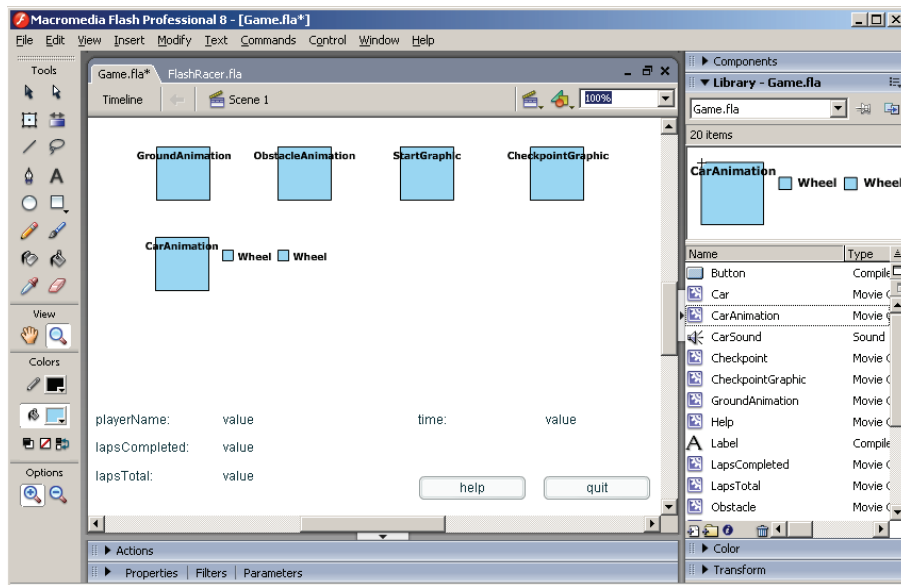 Macromedia Flash Professional 8 - [Game.fla*]
File Edit View Insert Modify Text Commands Control Window Help
Tools
View
Colors
Options
Game.fla* FlashRacer.fla
Timeline Scene 1 100%
GroundAnimation ObstacleAnimation StartGraphic CheckpointGraphic
CarAnimation Wheel Wheel
playerName: value time: value
lapsCompleted: value
lapsTotal: value
help quit
Actions
Properties Filters Parameters
Components
Library - Game.fla
Game.fla
20 items
CarAnimation Wheel Wheel
Name Type
Button Compile
Car Movie C
CarAnimation Movie C
CarSound Sound
Checkpoint Movie C
CheckpointGraphic Movie C
GroundAnimation Movie C
Help Movie C
A Label Compile
LapsCompleted Movie C
LapsTotal Movie C
Obstacle Movie C
Color
Transform